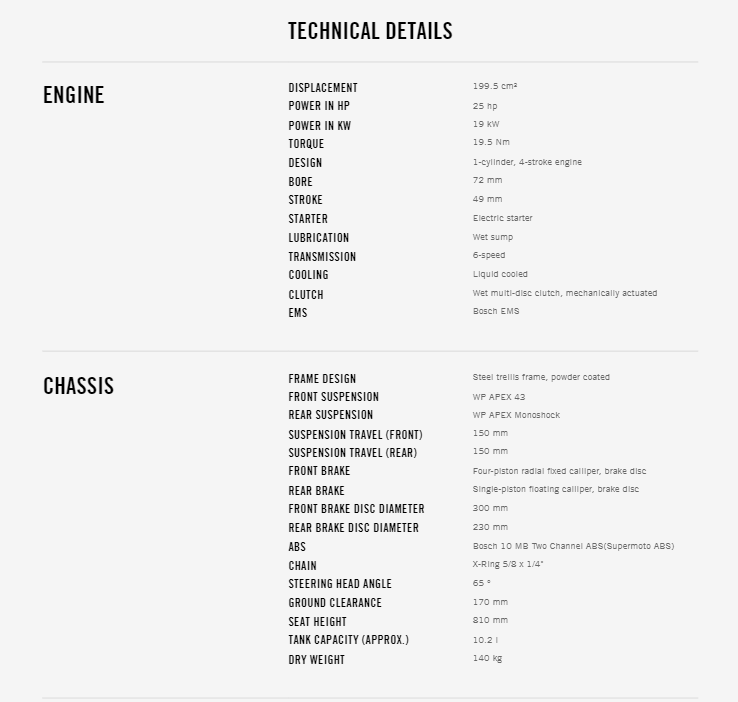 TECHNICAL DETAILS
ENGINE
DISPLACEMENT 199.5 cm³
POWER IN HP 25 hp
POWER IN KW 19 kW
TORQUE 19.5 Nm
DESIGN 1-cylinder, 4-stroke engine
BORE 72 mm
STROKE 49 mm
STARTER Electric starter
LUBRICATION Wet sump
TRANSMISSION 6-speed
COOLING Liquid cooled
CLUTCH Wet multi-disc clutch, mechanically actuated
EMS Bosch EMS
CHASSIS
FRAME DESIGN Steel trellis frame, powder coated
FRONT SUSPENSION WP APEX 43
REAR SUSPENSION WP APEX Monoshock
SUSPENSION TRAVEL (FRONT) 150 mm
SUSPENSION TRAVEL (REAR) 150 mm
FRONT BRAKE Four-piston radial fixed calliper, brake disc
REAR BRAKE Single-piston floating calliper, brake disc
FRONT BRAKE DISC DIAMETER 300 mm
REAR BRAKE DISC DIAMETER 230 mm
ABS Bosch 10 MB Two Channel ABS(Supermoto ABS)
CHAIN X-Ring 5/8 x 1/4"
STEERING HEAD ANGLE 65 °
GROUND CLEARANCE 170 mm
SEAT HEIGHT 810 mm
TANK CAPACITY (APPROX.) 10.2 l
DRY WEIGHT 140 kg